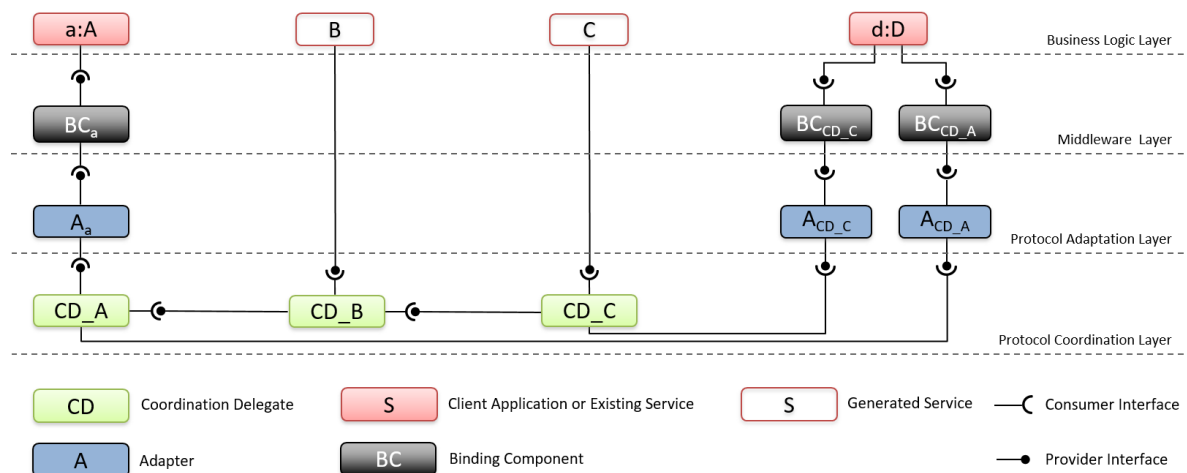 a:A
B
C
d:D
Business Logic Layer
BCa
BCCD_C
BCCD_A
Middleware Layer
Aa
ACD_C
ACD_A
Protocol Adaptation Layer
CD_A
CD_B
CD_C
Protocol Coordination Layer
CD Coordination Delegate
S Client Application or Existing Service
S Generated Service
Consumer Interface
A Adapter
BC Binding Component
Provider Interface